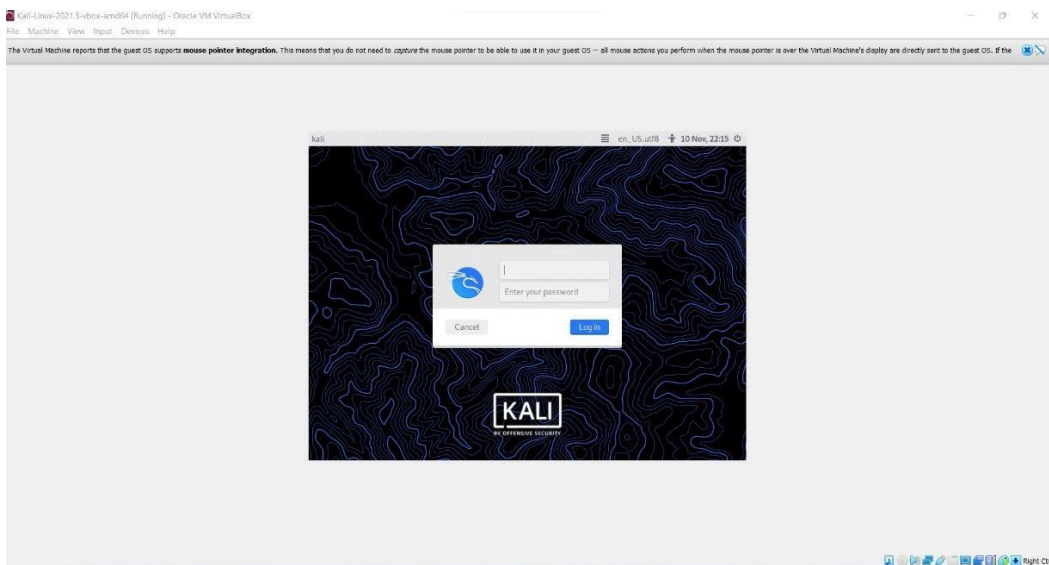 Kali-Linux-2021.3-vbox-amd64 [Running] - Oracle VM VirtualBox
File Machine View Input Devices Help
The Virtual Machine reports that the guest OS supports mouse pointer integration. This means that you do not need to capture the mouse pointer to be able to use it in your guest OS -- all mouse actions you perform when the mouse pointer is over the Virtual Machine's display are directly sent to the guest OS. If the
kali en_US.utf8 10 Nov, 22:15
Enter your password
Cancel Log In
KALI
BY OFFENSIVE SECURITY
Right Ct